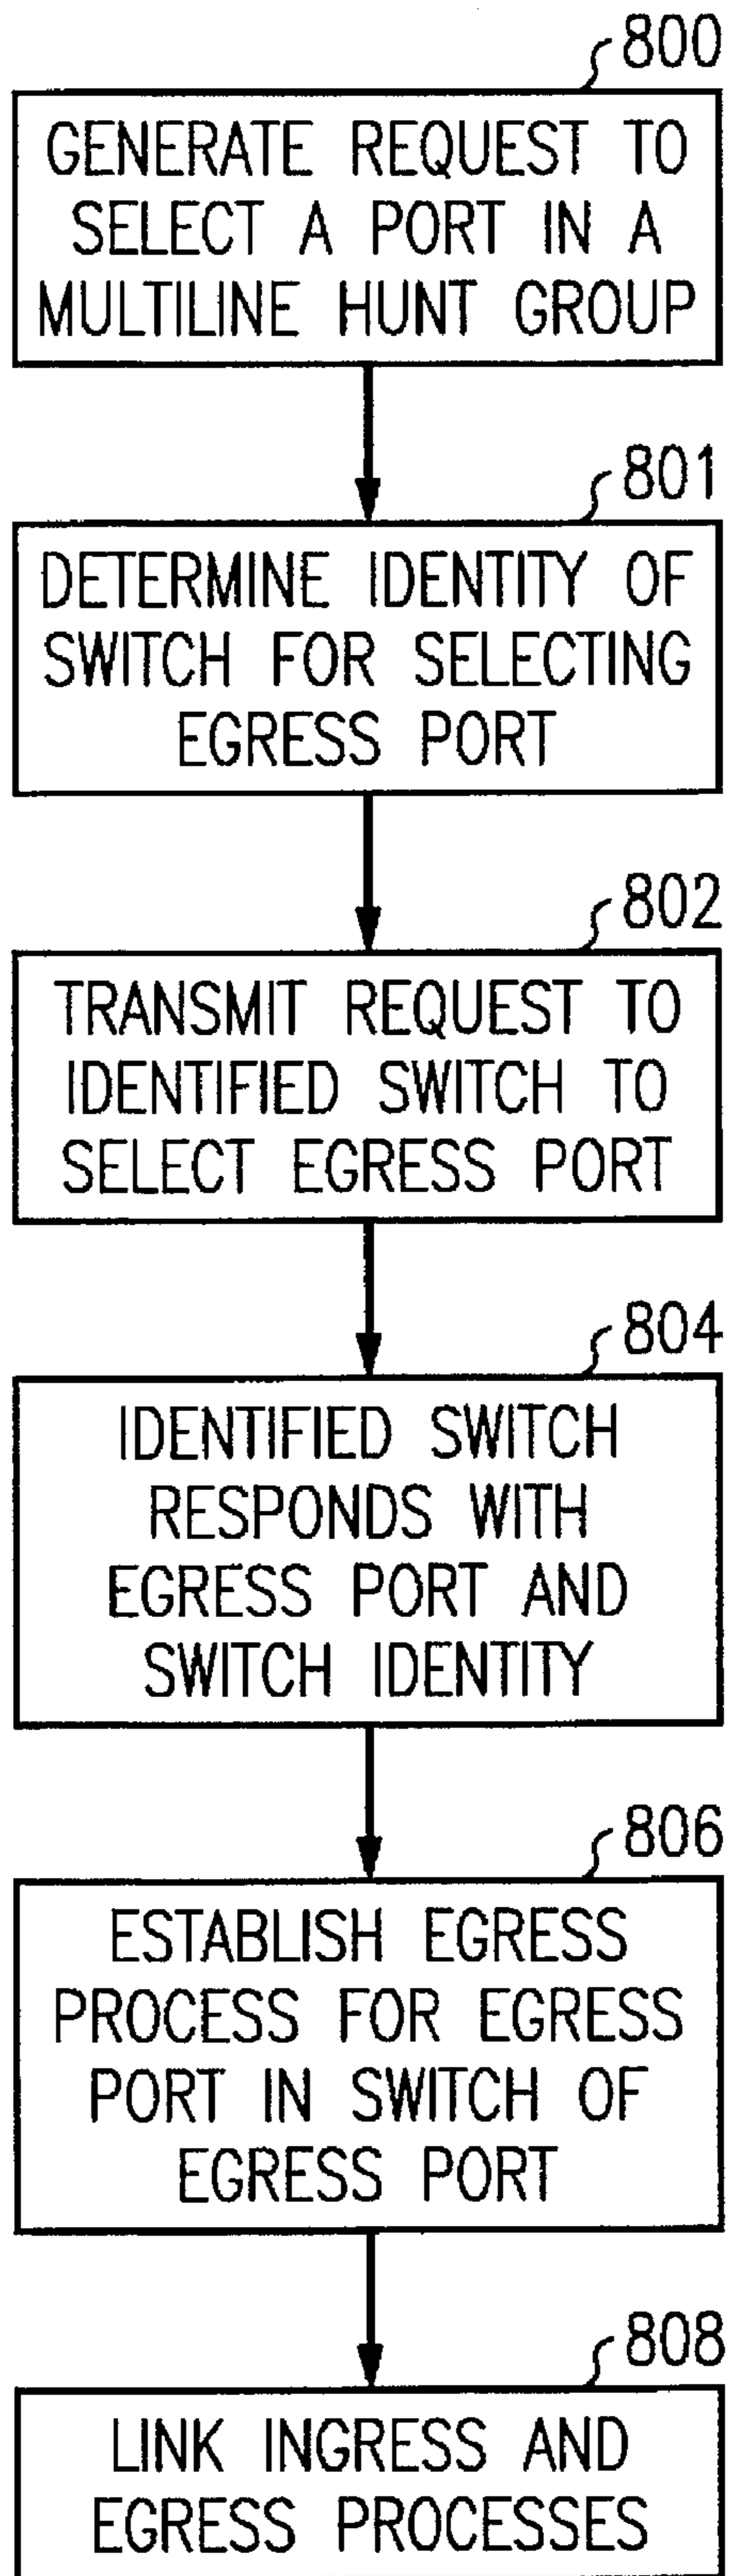 800
GENERATE REQUEST TO
SELECT A PORT IN A
MULTILINE HUNT GROUP
801
DETERMINE IDENTITY OF
SWITCH FOR SELECTING
EGRESS PORT
802
TRANSMIT REQUEST TO
IDENTIFIED SWITCH TO
SELECT EGRESS PORT
804
IDENTIFIED SWITCH
RESPONDS WITH
EGRESS PORT AND
SWITCH IDENTITY
806
ESTABLISH EGRESS
PROCESS FOR EGRESS
PORT IN SWITCH OF
EGRESS PORT
808
LINK INGRESS AND
EGRESS PROCESSES